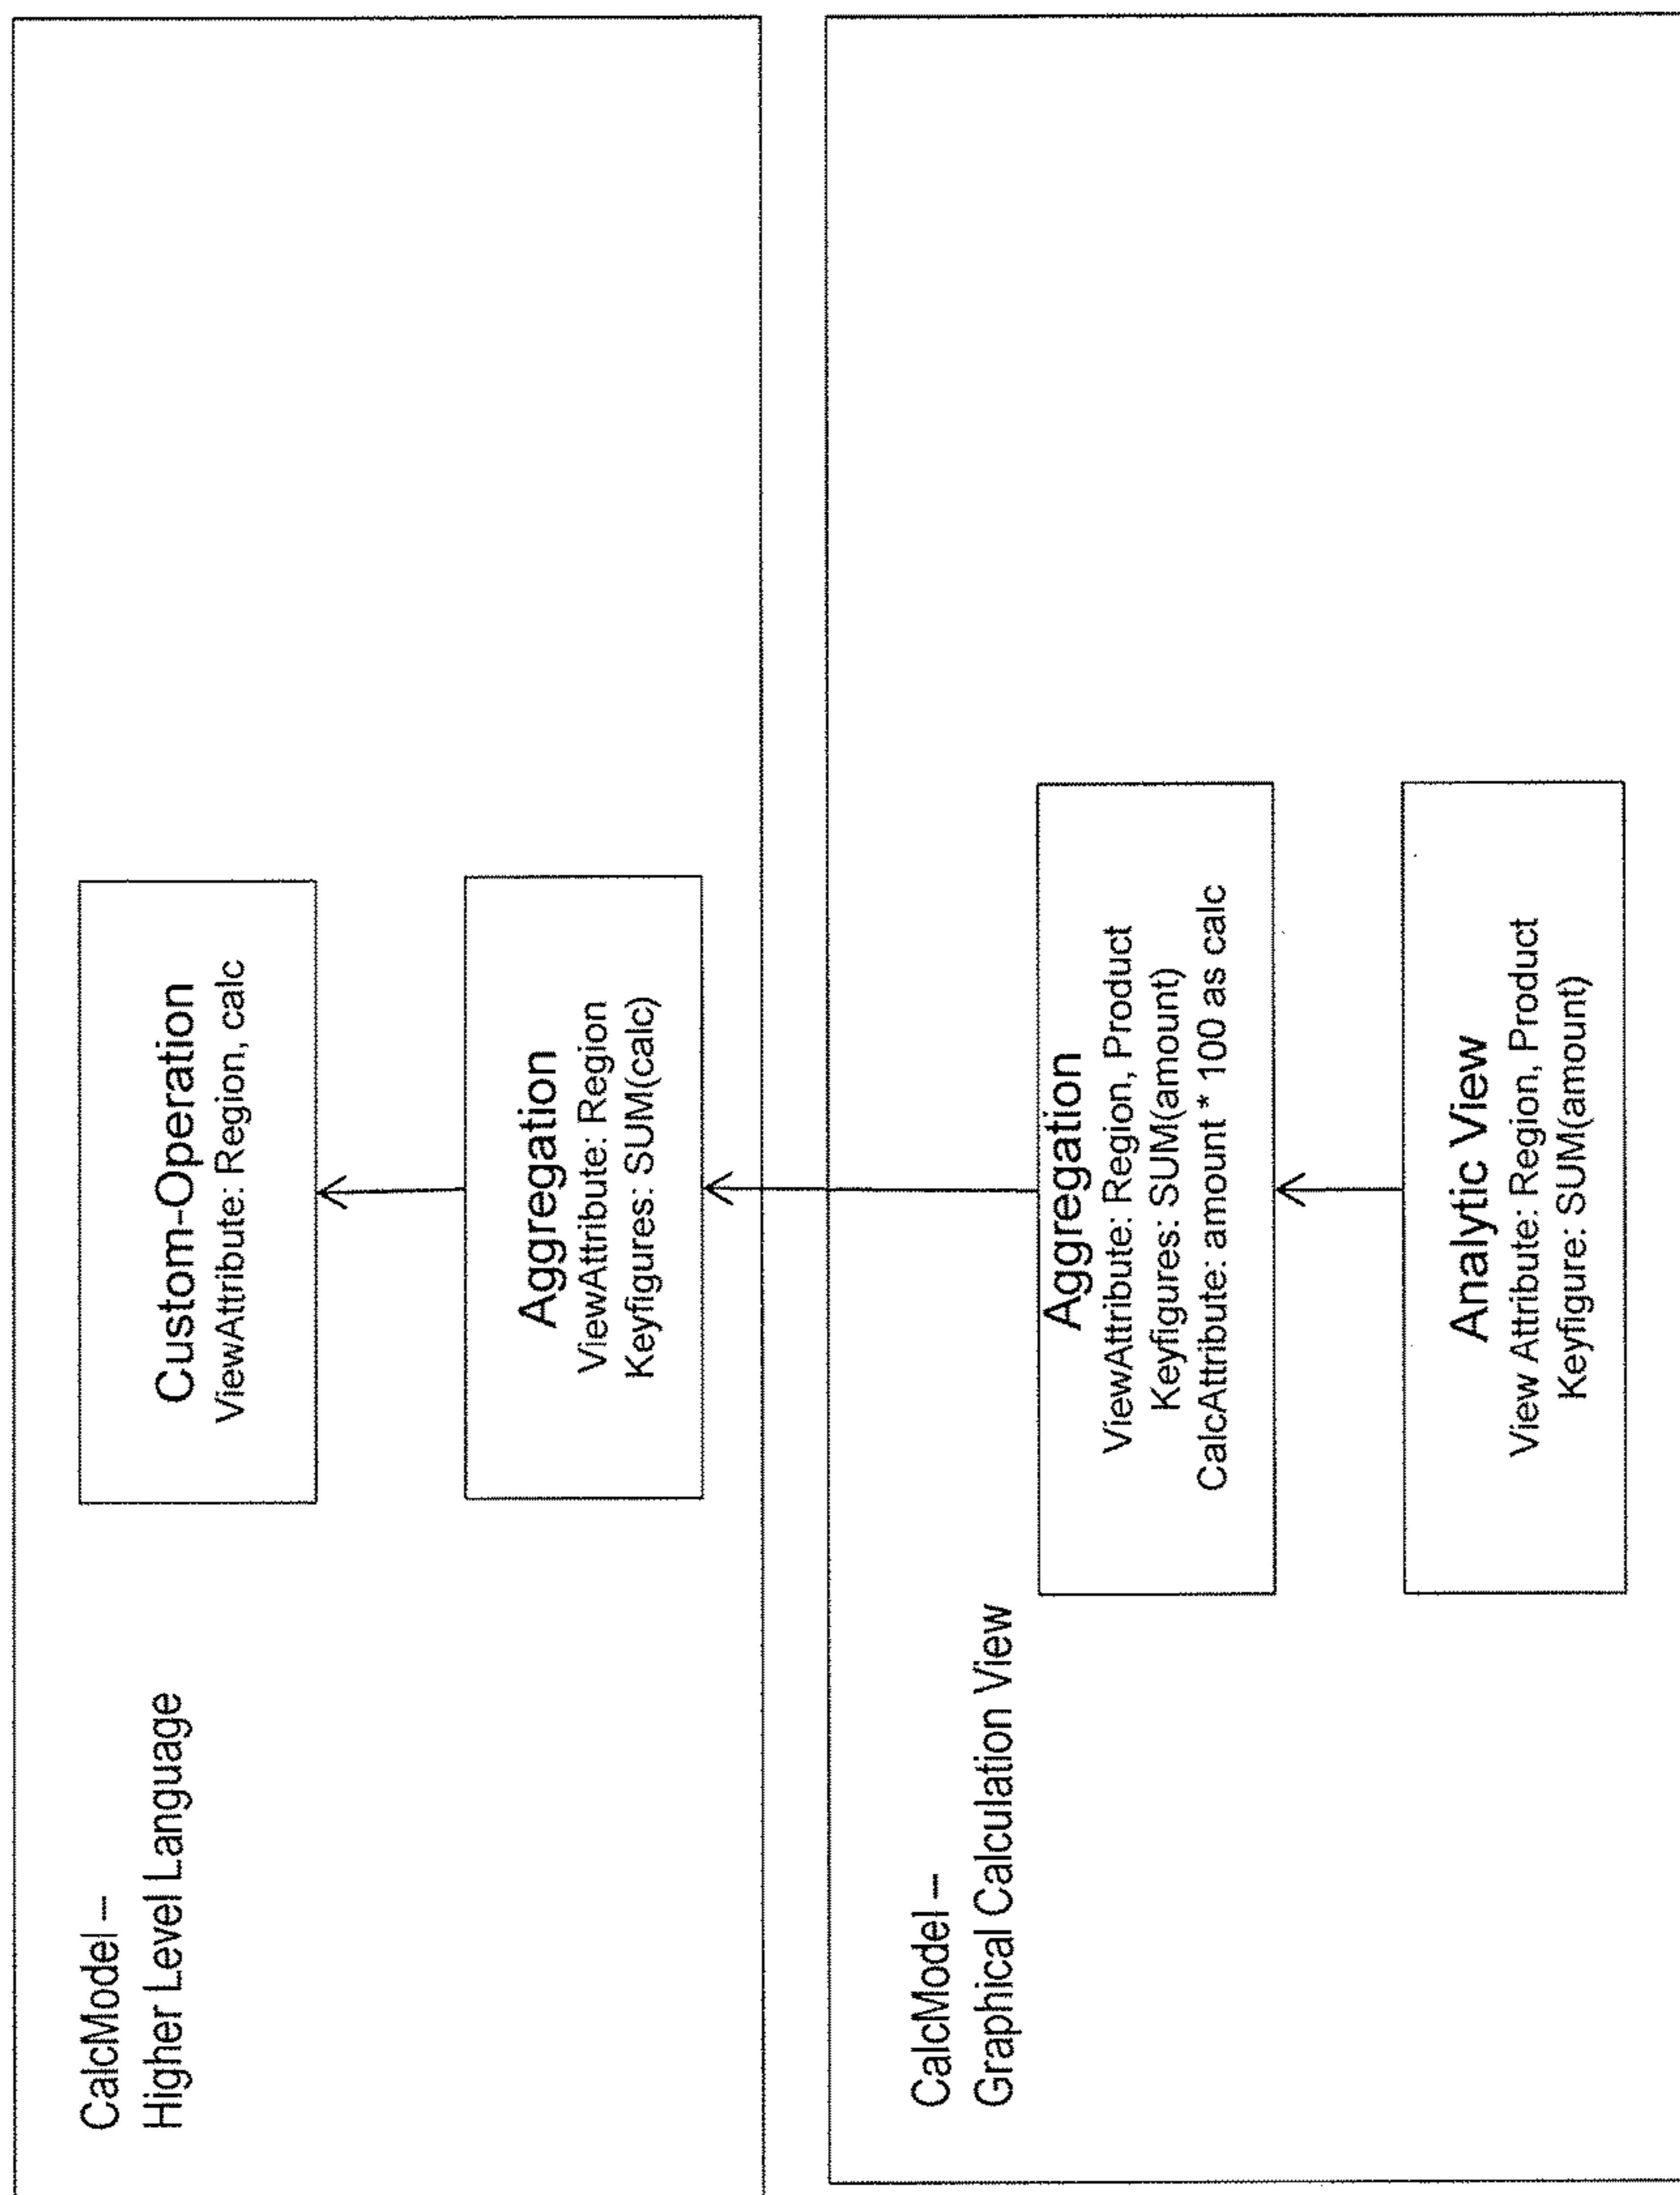 CalcModel –
Higher Level Language
Custom-Operation
ViewAttribute: Region, calc
Aggregation
ViewAttribute: Region
Keyfigures: SUM(calc)
CalcModel –
Graphical Calculation View
Aggregation
ViewAttribute: Region, Product
Keyfigures: SUM(amount)
CalcAttribute: amount * 100 as calc
Analytic View
View Attribute: Region, Product
Keyfigure: SUM(amount)